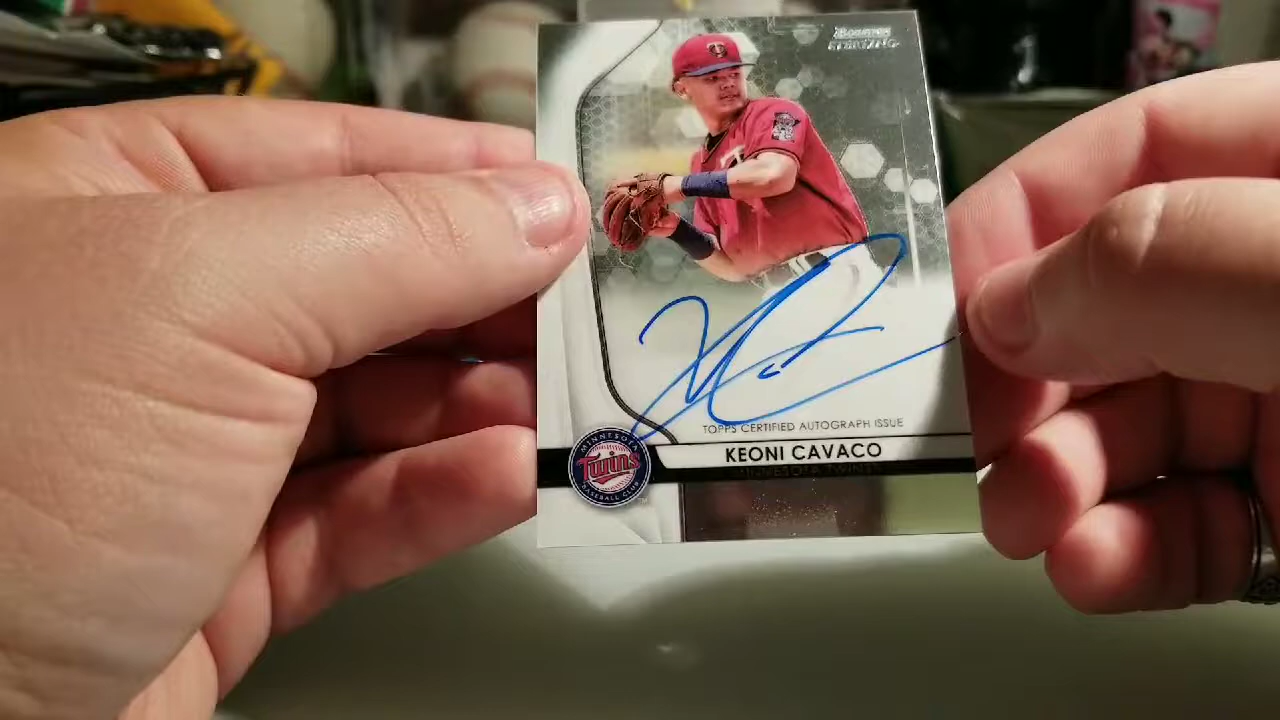 Bowman
STERLING
TOPPS CERTIFIED AUTOGRAPH ISSUE
KEONI CAVACO
MINNESOTA TWINS
MINNESOTA
Twins
BASEBALL CLUB